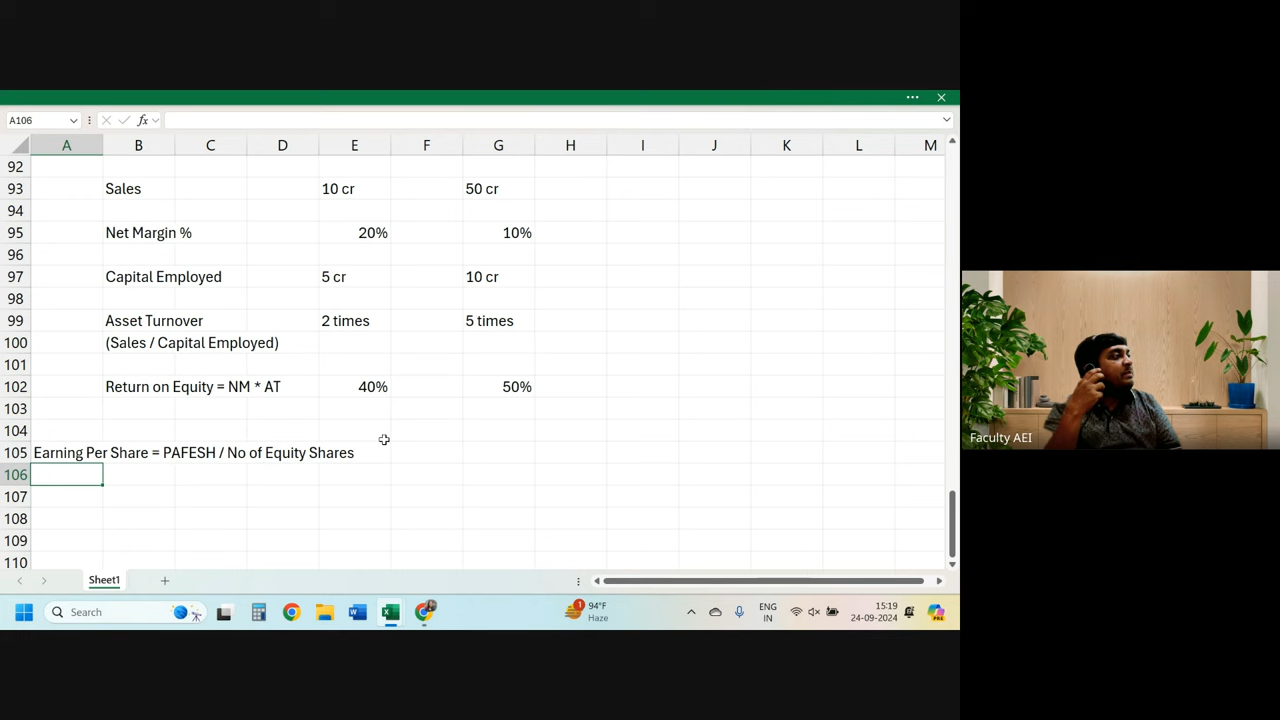 A106
fx
A B C D E F G H I J K L M
92
93 Sales 10 cr 50 cr
94
95 Net Margin % 20% 10%
96
97 Capital Employed 5 cr 10 cr
98
99 Asset Turnover 2 times 5 times
100 (Sales / Capital Employed)
101
102 Return on Equity = NM * AT 40% 50%
103
104
105 Earning Per Share = PAFESH / No of Equity Shares
106
107
108
109
110
Faculty AEI
Sheet1
Search
1 94°F
Haze
ENG
IN
15:19
24-09-2024
PRE